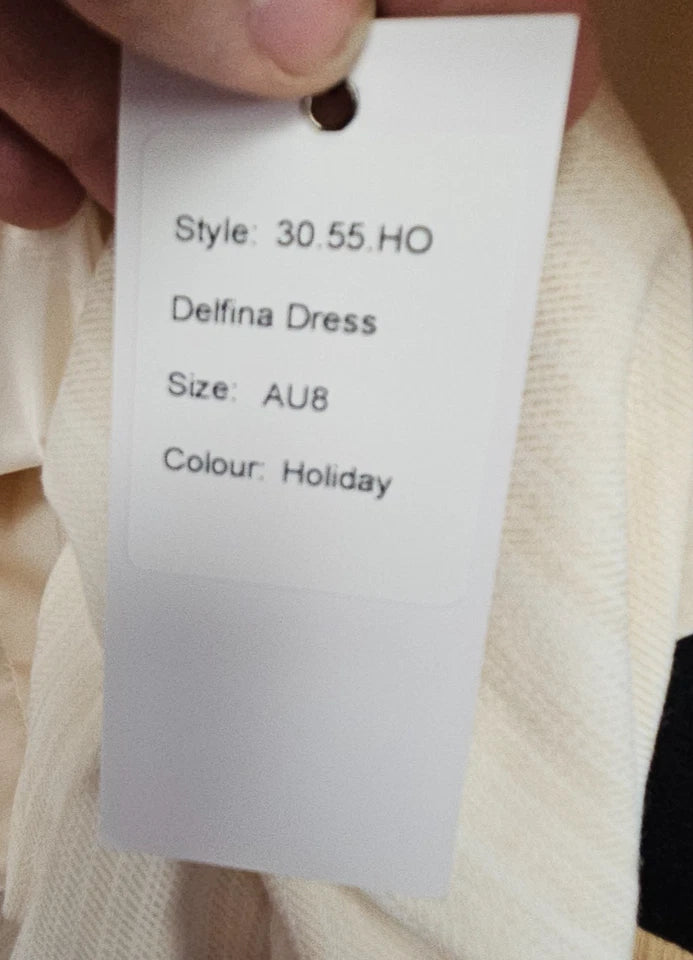 Style: 30.55.HO
Delfina Dress
Size: AU8
Colour: Holiday